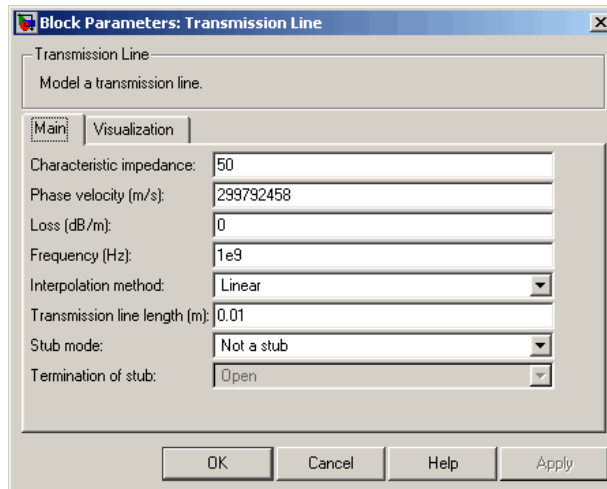 Block Parameters: Transmission Line
Transmission Line
Model a transmission line.
Main Visualization
Characteristic impedance: 50
Phase velocity (m/s): 299792458
Loss (dB/m): 0
Frequency (Hz): 1e9
Interpolation method: Linear
Transmission line length (m): 0.01
Stub mode: Not a stub
Termination of stub: Open
OK Cancel Help Apply